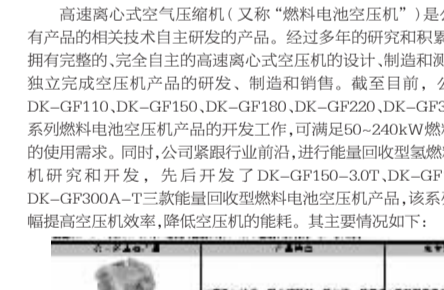 高速离心式空气压缩机(又称“燃料电池空压机”)是公
有产品的相关技术自主研发的产品。经过多年的研究和积累
拥有完整的、完全自主的高速离心式空压机的设计、制造和测
独立完成空压机产品的研发、制造和销售。截至目前，公
DK-GF110、DK-GF150、DK-GF180、DK-GF220、DK-GF3
系列燃料电池空压机产品的开发工作,可满足50~240kW燃料
的使用需求。同时,公司紧跟行业前沿,进行能量回收型氢燃
机研究和开发，先后开发了DK-GF150-3.0T、DK-GF
DK-GF300A-T三款能量回收型燃料电池空压机产品,该系列
幅提高空压机效率,降低空压机的能耗。其主要情况如下: